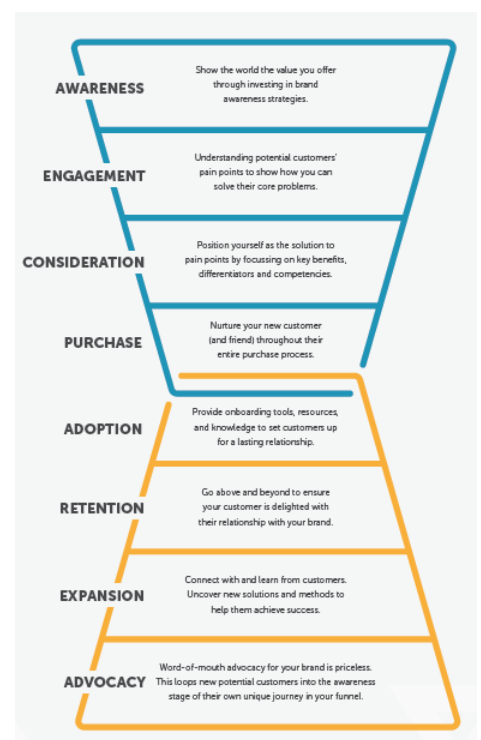 AWARENESS
Show the world the value you offer
through investing in brand
awareness strategies.
ENGAGEMENT
Understanding potential customers'
pain points to show how you can
solve their core problems.
CONSIDERATION
Position yourself as the solution to
pain points by focussing on key benefits,
differentiators and competencies.
PURCHASE
Nurture your new customer
(and friend) throughout their
entire purchase process.
ADOPTION
Provide onboarding tools, resources,
and knowledge to set customers up
for a lasting relationship.
RETENTION
Go above and beyond to ensure
your customer is delighted with
their relationship with your brand.
EXPANSION
Connect with and learn from customers.
Uncover new solutions and methods to
help them achieve success.
ADVOCACY
Word-of-mouth advocacy for your brand is priceless.
This loops new potential customers into the awareness
stage of their own unique journey in your funnel.